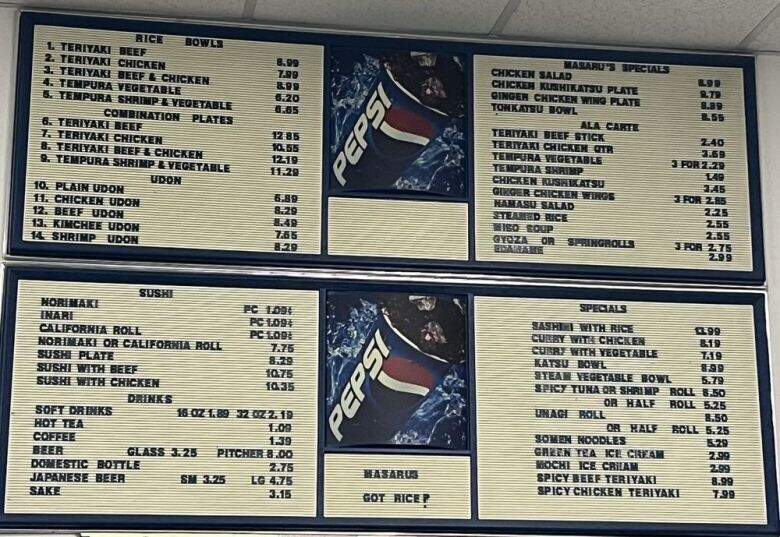 RICE BOWLS
1. TERIYAKI BEEF 8.99
2. TERIYAKI CHICKEN 7.99
3. TERIYAKI BEEF & CHICKEN 8.99
4. TEMPURA VEGETABLE 6.20
5. TEMPURA SHRIMP & VEGETABLE 6.65
COMBINATION PLATES
6. TERIYAKI BEEF 12.85
7. TERIYAKI CHICKEN 10.55
8. TERIYAKI BEEF & CHICKEN 12.19
9. TEMPURA SHRIMP & VEGETABLE 11.29
UDON
10. PLAIN UDON 6.89
11. CHICKEN UDON 8.29
12. BEEF UDON 8.49
13. KIMCHEE UDON 7.65
14. SHRIMP UDON 8.29
PEPSI
MASARU'S SPECIALS
CHICKEN SALAD 6.99
CHICKEN KUSHIKATSU PLATE 9.79
GINGER CHICKEN WING PLATE 8.89
TONKATSU BOWL 8.55
ALA CARTE
TERIYAKI BEEF STICK 2.40
TERIYAKI CHICKEN QTR 3.69
TEMPURA VEGETABLE 3 FOR 2.29
TEMPURA SHRIMP 1.49
CHICKEN KUSHIKATSU 3.45
GINGER CHICKEN WINGS 3 FOR 2.85
NAMASU SALAD 2.25
STEAMED RICE 2.55
MISO SOUP 2.55
GYOZA OR SPRINGROLLS 3 FOR 2.75
EDAMAME 2.99
SUSHI
NORIMAKI PC 1.09¢
INARI PC 1.09¢
CALIFORNIA ROLL PC 1.09¢
NORIMAKI OR CALIFORNIA ROLL 7.75
SUSHI PLATE 8.29
SUSHI WITH BEEF 10.75
SUSHI WITH CHICKEN 10.35
DRINKS
SOFT DRINKS 16 OZ 1.89 32 OZ 2.19
HOT TEA 1.09
COFFEE 1.39
BEER GLASS 3.25 PITCHER 8.00
DOMESTIC BOTTLE 2.75
JAPANESE BEER SM 3.25 LG 4.75
SAKE 3.15
PEPSI
MASARUS
GOT RICE?
SPECIALS
SASHIMI WITH RICE 13.99
CURRY WITH CHICKEN 8.19
CURRY WITH VEGETABLE 7.19
KATSU BOWL 8.99
STEAM VEGETABLE BOWL 5.79
SPICY TUNA OR SHRIMP ROLL 8.50
OR HALF ROLL 5.25
UNAGI ROLL 8.50
OR HALF ROLL 5.25
SOMEN NOODLES 5.29
GREEN TEA ICE CREAM 2.99
MOCHI ICE CREAM 2.99
SPICY BEEF TERIYAKI 8.99
SPICY CHICKEN TERIYAKI 7.99